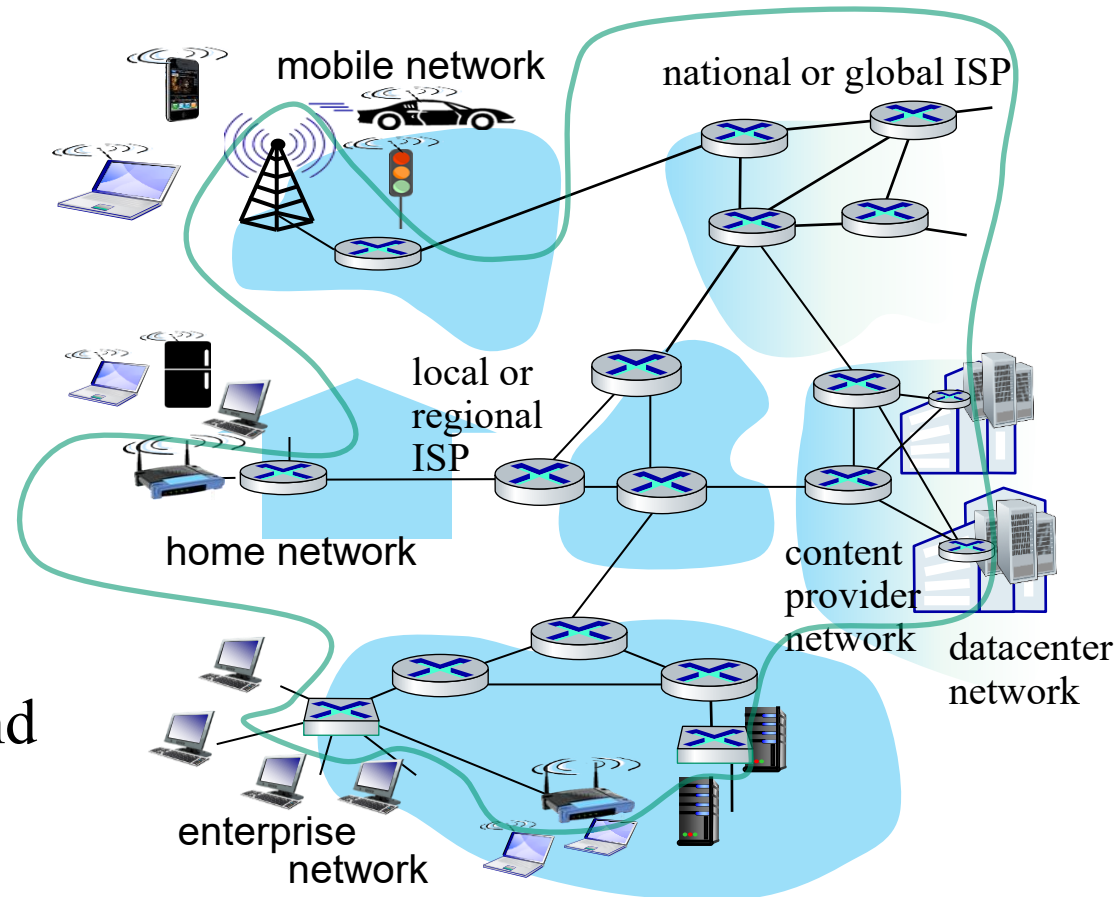 mobile network
national or global ISP
local or
regional
ISP
home network
content
provider
network
datacenter
network
nd
enterprise
network